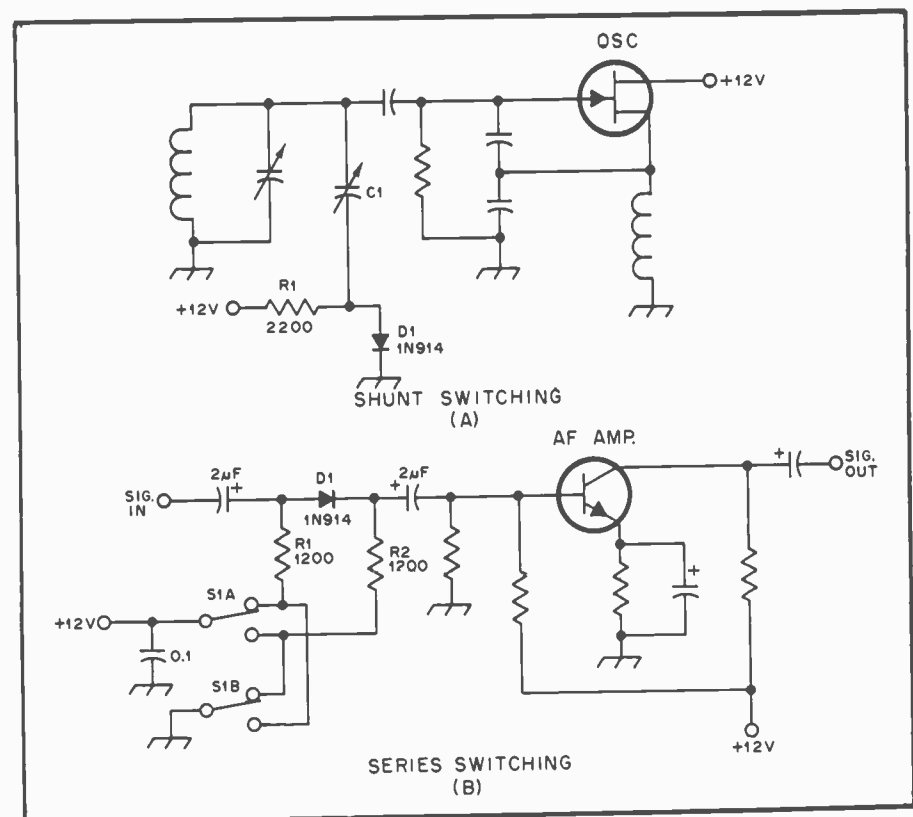 OSC
+12V
C1
R1
+12V
2200
D1
1N914
SHUNT SWITCHING
(A)
AF AMP.
2µF
+
D1
+
2µF
+
SIG.
OUT
SIG.
IN
1N914
R1
1200
R2
1200
+
S1A
+12V
0.1
S1B
+12V
SERIES SWITCHING
(B)